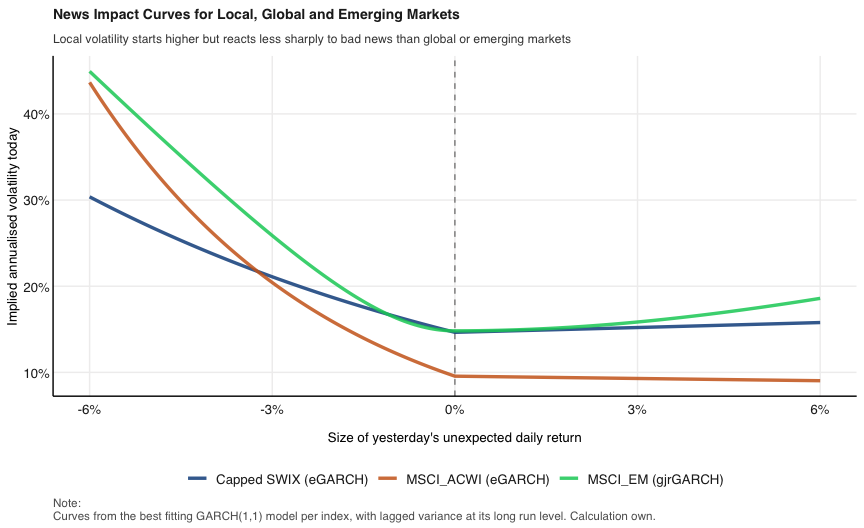 News Impact Curves for Local, Global and Emerging Markets
Local volatility starts higher but reacts less sharply to bad news than global or emerging markets
Implied annualised volatility today
40%
30%
20%
10%
-6%
-3%
0%
3%
6%
Size of yesterday's unexpected daily return
Capped SWIX (eGARCH)
MSCI_ACWI (eGARCH)
MSCI_EM (gjrGARCH)
Note:
Curves from the best fitting GARCH(1,1) model per index, with lagged variance at its long run level. Calculation own.